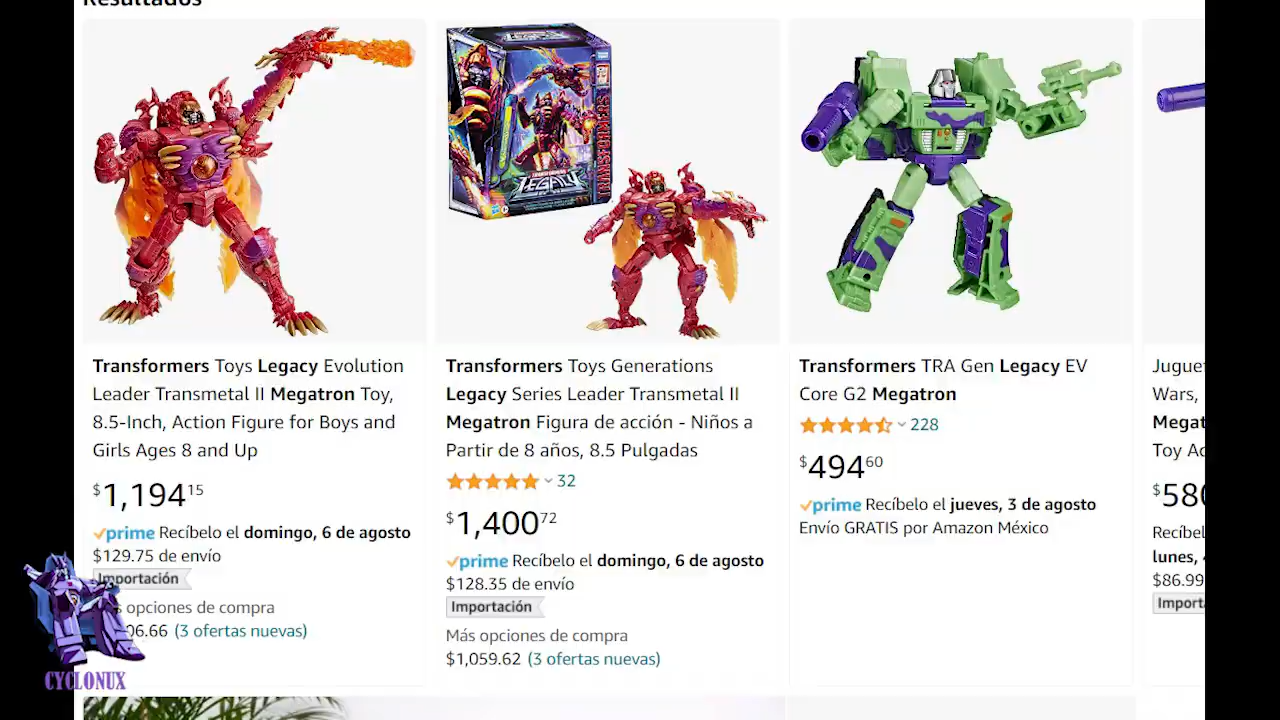 Resultados
LEGACY
TRANSFORMERS
Transformers Toys Legacy Evolution
Leader Transmetal II Megatron Toy,
8.5-Inch, Action Figure for Boys and
Girls Ages 8 and Up
$1,194 15
prime Recíbelo el domingo, 6 de agosto
$129.75 de envío
Importación
opciones de compra
06.66 (3 ofertas nuevas)
Transformers Toys Generations
Legacy Series Leader Transmetal II
Megatron Figura de acción - Niños a
Partir de 8 años, 8.5 Pulgadas
32
$1,400 72
prime Recíbelo el domingo, 6 de agosto
$128.35 de envío
Importación
Más opciones de compra
$1,059.62 (3 ofertas nuevas)
Transformers TRA Gen Legacy EV
Core G2 Megatron
228
$494 60
prime Recíbelo el jueves, 3 de agosto
Envío GRATIS por Amazon México
Wars,
Toy
$580
lunes,
$86.99
CYCLONUX